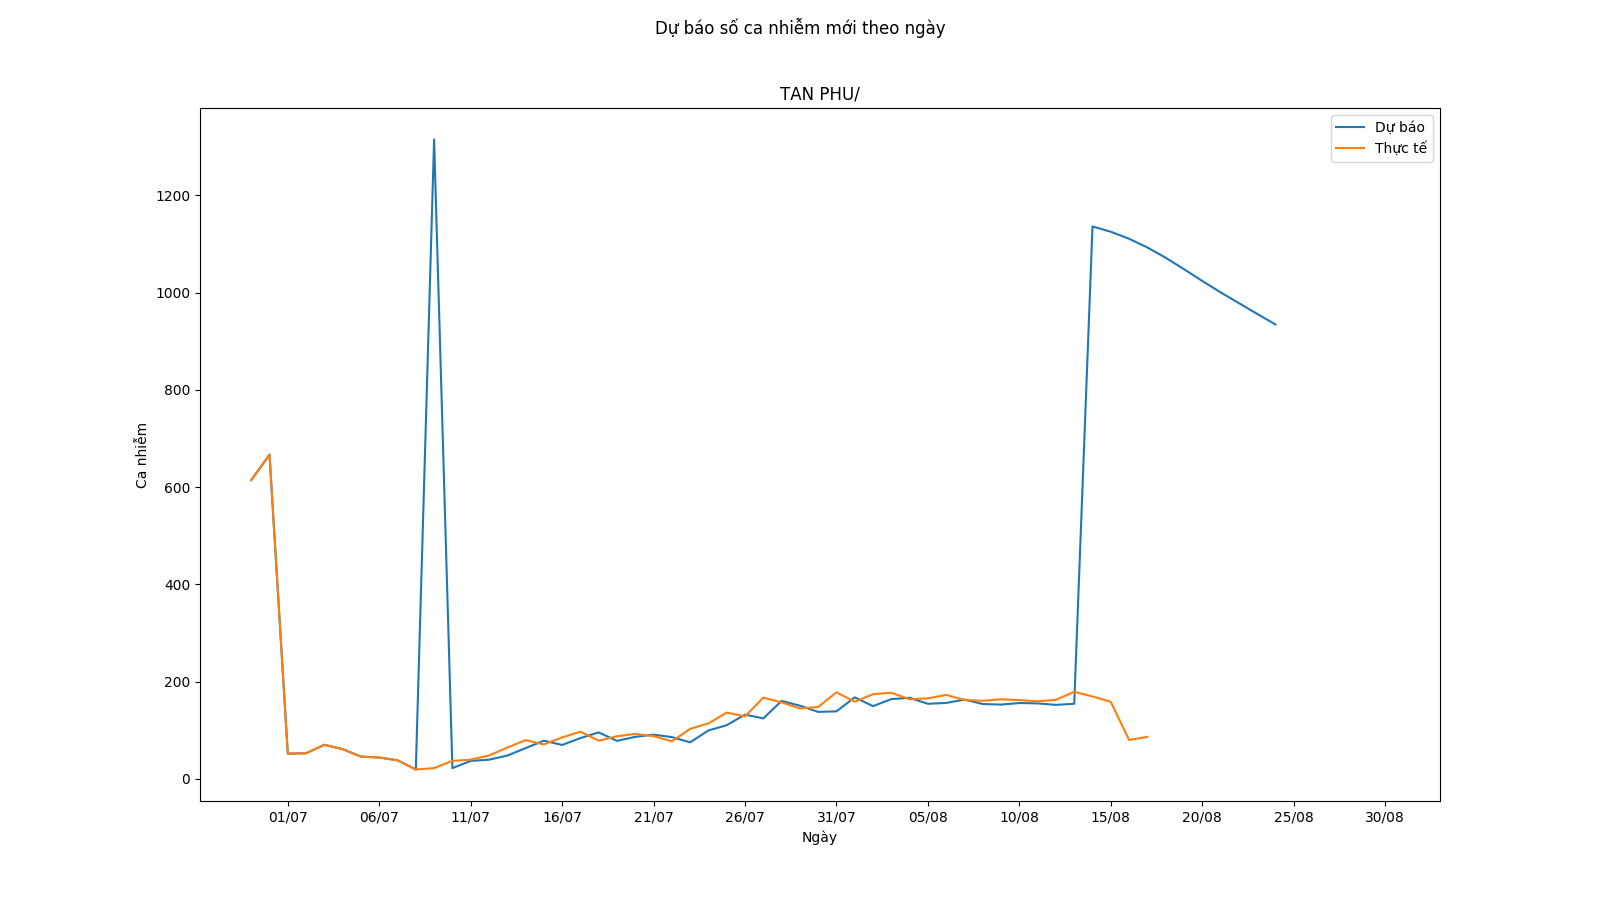 Dự báo số ca nhiễm mới theo ngày
TAN PHU/
Dự báo
Thực tế
1200
1000
800
600
400
200
0
Ca nhiễm
01/07 06/07 11/07 16/07 21/07 26/07 31/07 05/08 10/08 15/08 20/08 25/08 30/08
Ngày